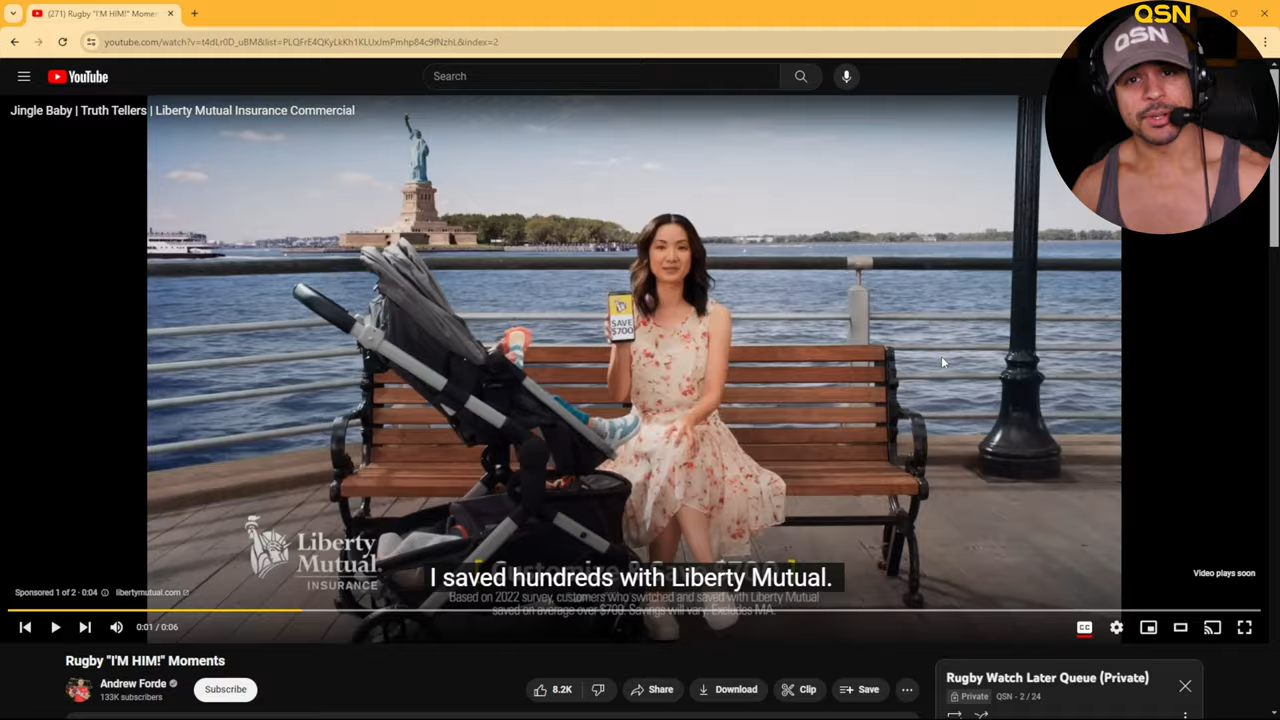 (271) Rugby "I'M HIM!" Mome
QSN
QSN
youtube.com/watch?v=t4dLr0D_uBM&list=PLQFrE4QKyLkKh1KLUxJmPmhp84c9fNzhL&index=2
YouTube
Search
Jingle Baby | Truth Tellers | Liberty Mutual Insurance Commercial
SAVE
$700
Liberty
Mutual.
INSURANCE
I saved hundreds with Liberty Mutual.
Based on 2022 survey, customers who switched and saved with Liberty Mutual
saved on average over $700. Savings will vary. Excludes MA.
Video plays soon
Sponsored 1 of 2 · 0:04 libertymutual.com
0:01 / 0:06
CC
Rugby "I'M HIM!" Moments
Andrew Forde
133K subscribers
Subscribe
8.2K
Share
Download
Clip
Save
Rugby Watch Later Queue (Private)
Private QSN - 2 / 24